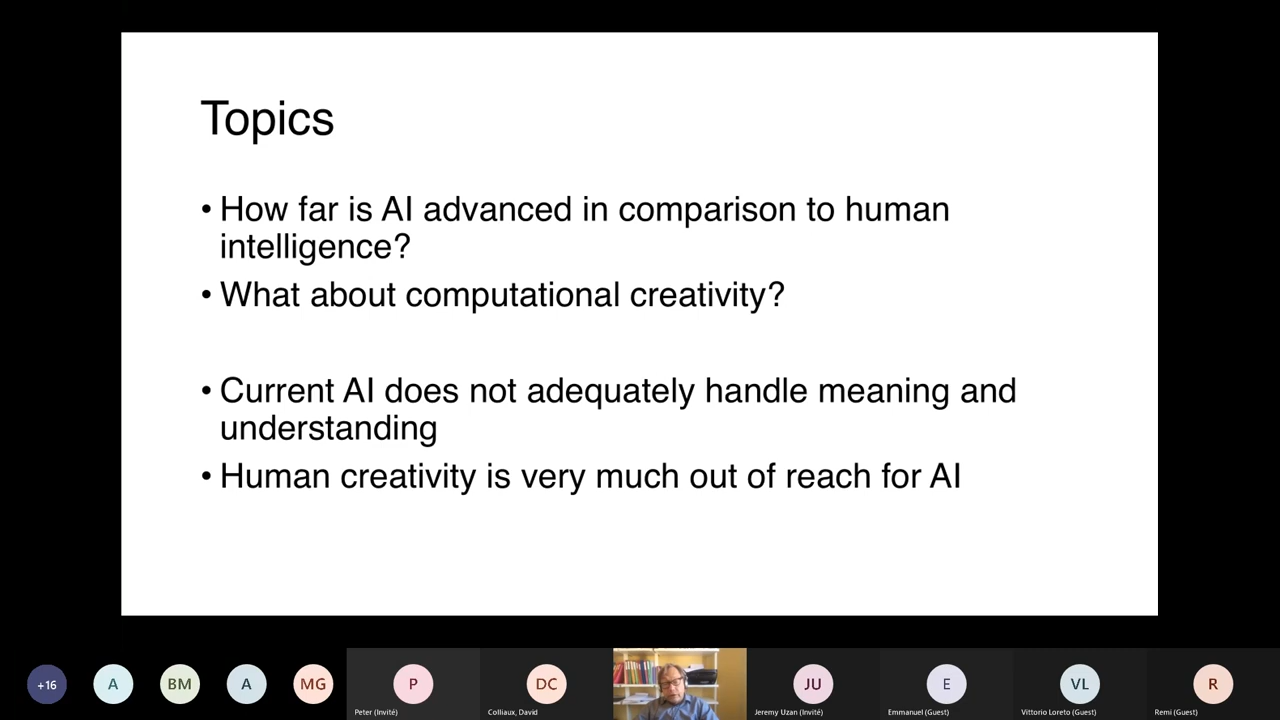 Topics
• How far is AI advanced in comparison to human
intelligence?
• What about computational creativity?
• Current AI does not adequately handle meaning and
understanding
• Human creativity is very much out of reach for AI
+16
A
BM
A
MG
P
DC
JU
E
VL
R
Peter (Invité)
Colliaux, David
Jeremy Uzan (Invité)
Emmanuel (Guest)
Vittorio Loreto (Guest)
Remi (Guest)